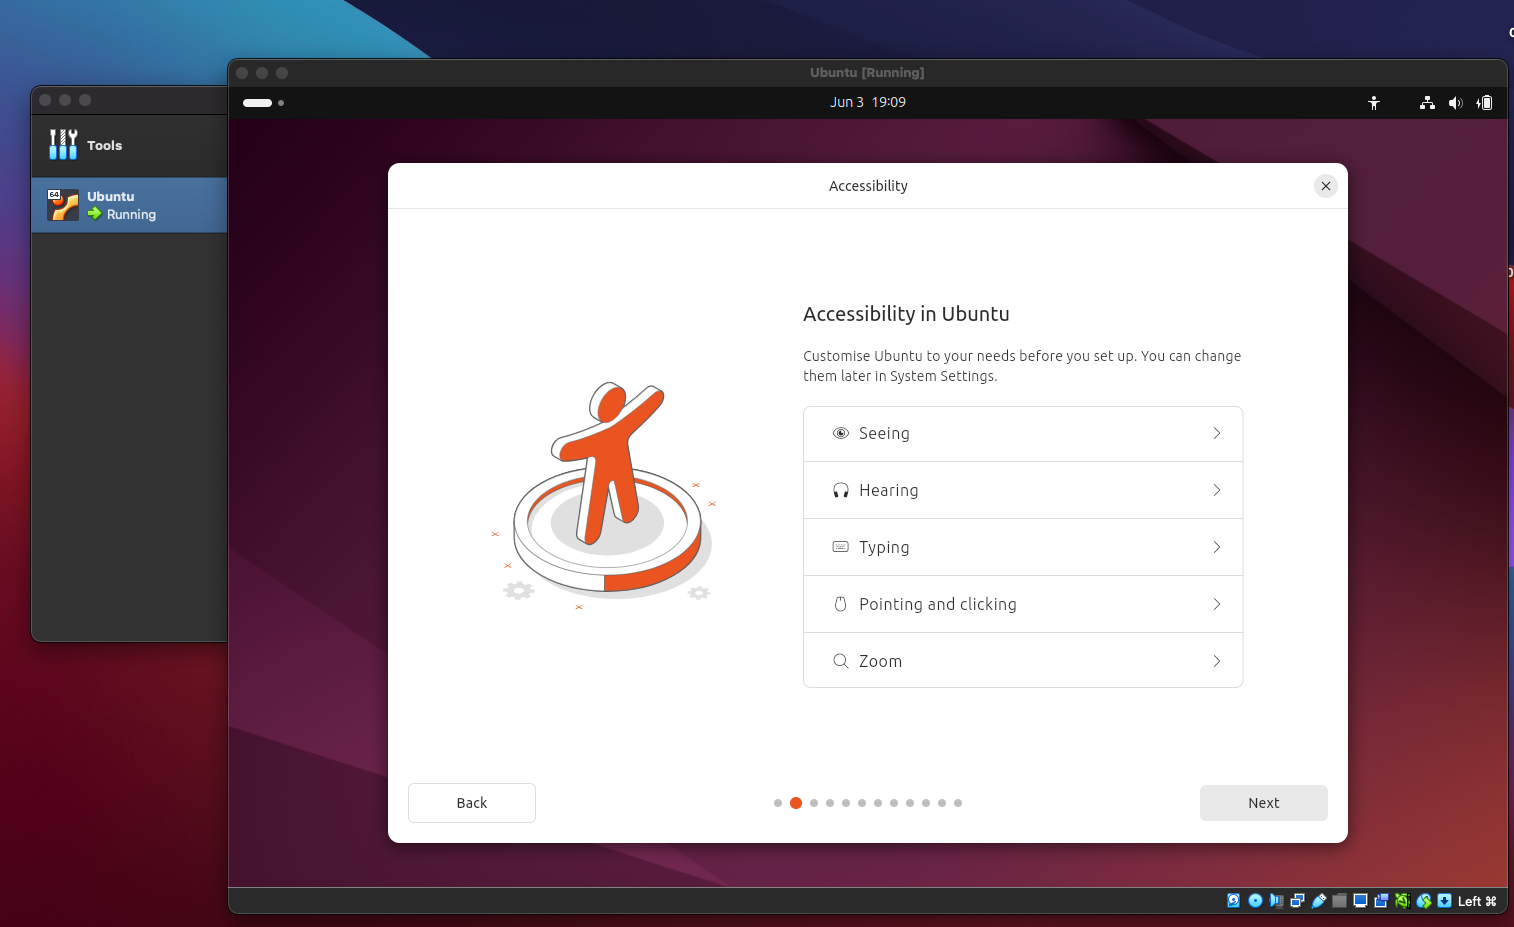 Ubuntu [Running]
Jun 3 19:09
Tools
64
Ubuntu
Running
Accessibility
Accessibility in Ubuntu
Customise Ubuntu to your needs before you set up. You can change
them later in System Settings.
Seeing
Hearing
Typing
Pointing and clicking
Zoom
Back
Next
Left ⌘